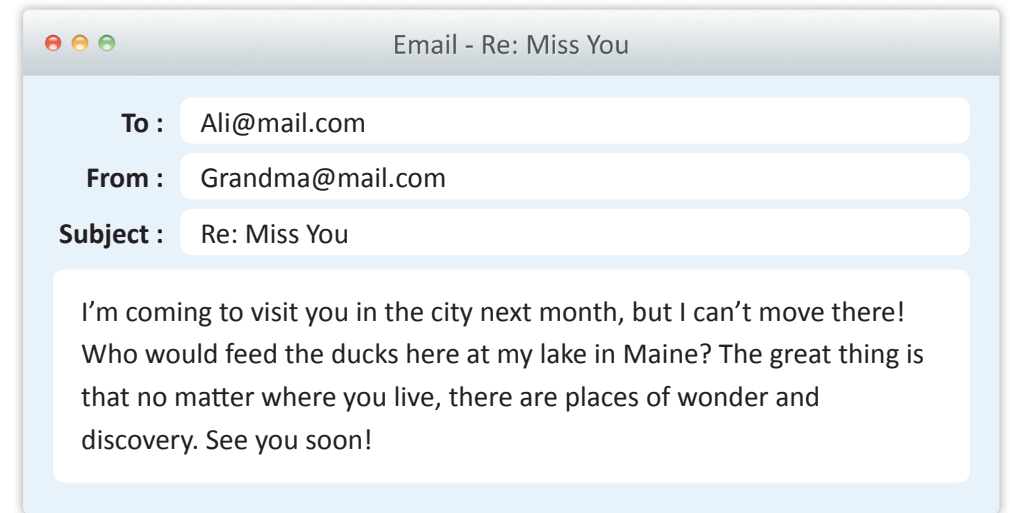 Email - Re: Miss You
To : Ali@mail.com
From : Grandma@mail.com
Subject : Re: Miss You
I’m coming to visit you in the city next month, but I can’t move there!
Who would feed the ducks here at my lake in Maine? The great thing is
that no matter where you live, there are places of wonder and
discovery. See you soon!